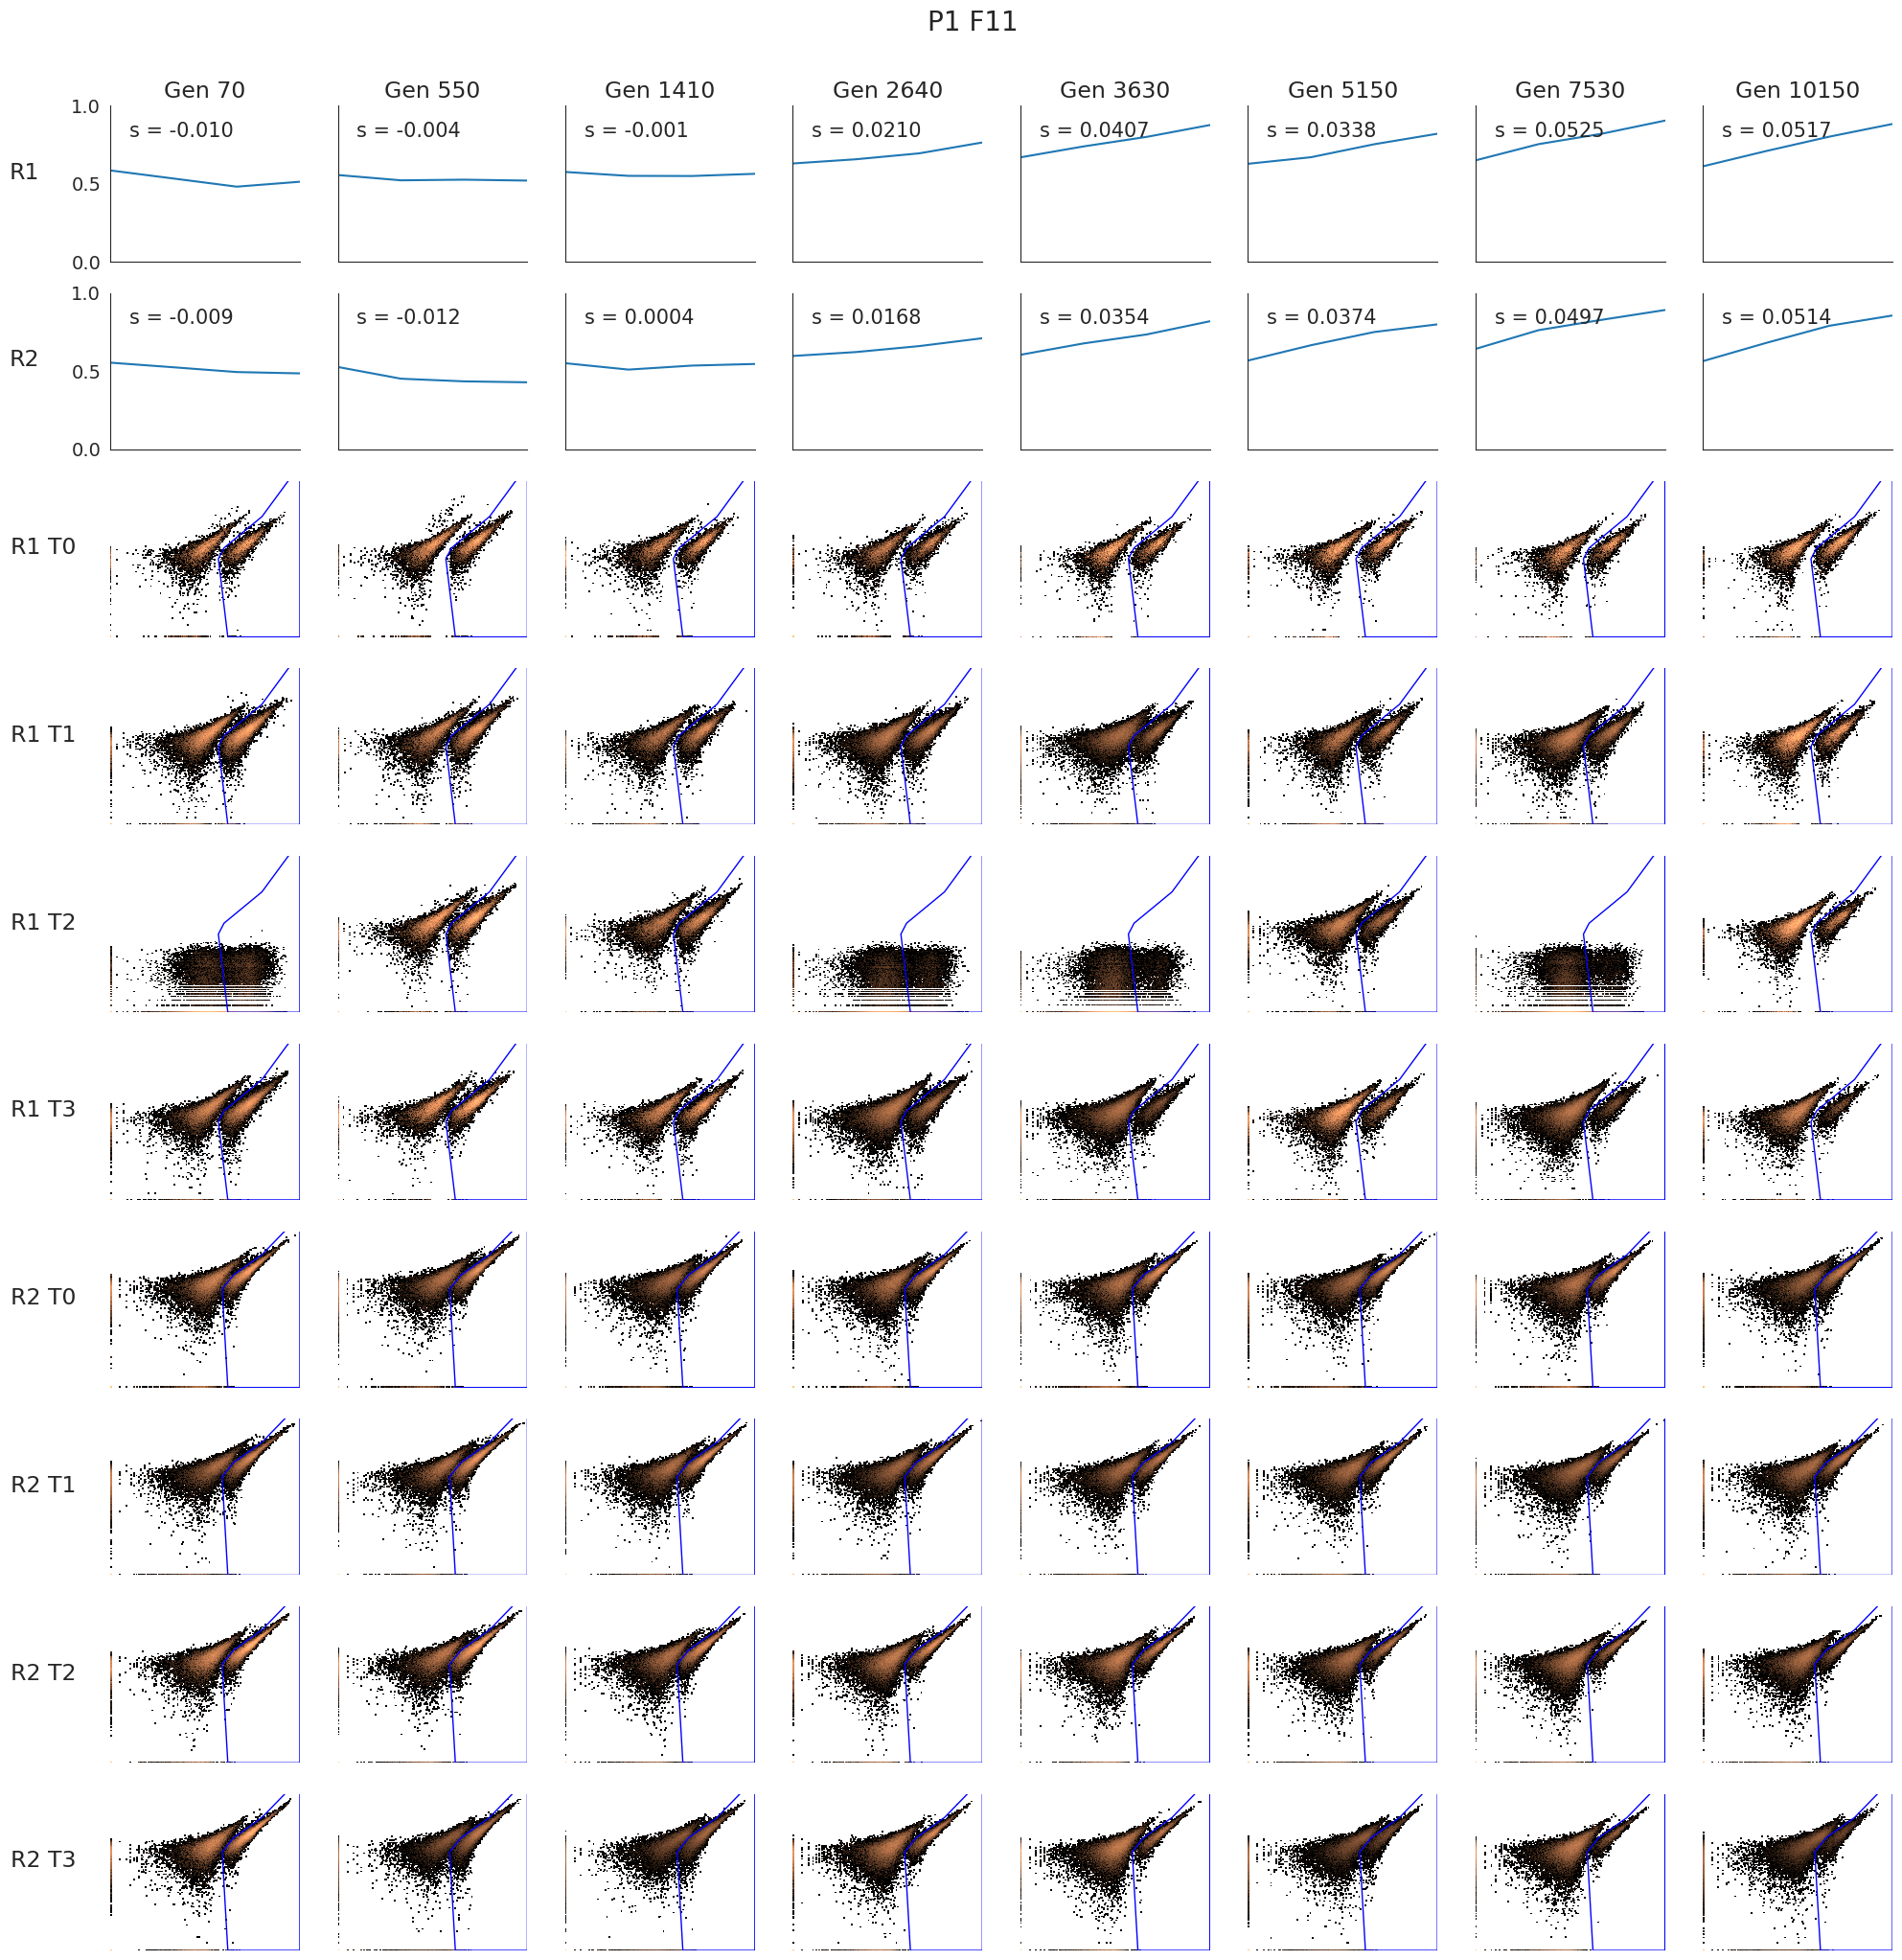 P1 F11
Gen 70 Gen 550 Gen 1410 Gen 2640 Gen 3630 Gen 5150 Gen 7530 Gen 10150
1.0
s = -0.010 s = -0.004 s = -0.001 s = 0.0210 s = 0.0407 s = 0.0338 s = 0.0525 s = 0.0517
R1
0.5
0.0
1.0
s = -0.009 s = -0.012 s = 0.0004 s = 0.0168 s = 0.0354 s = 0.0374 s = 0.0497 s = 0.0514
R2
0.5
0.0
R1 T0
R1 T1
R1 T2
R1 T3
R2 T0
R2 T1
R2 T2
R2 T3